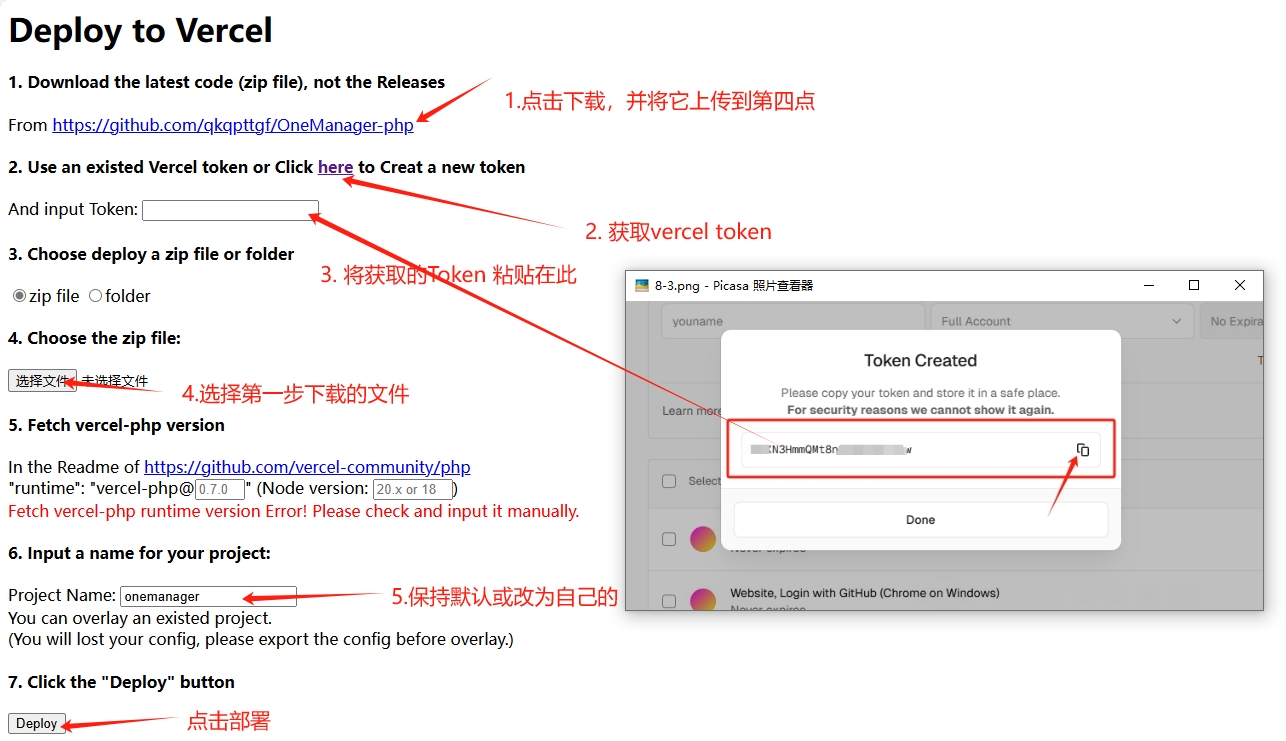 Deploy to Vercel
1. Download the latest code (zip file), not the Releases
1.点击下载，并将它上传到第四点
From https://github.com/qkqpttgf/OneManager-php
2. Use an existed Vercel token or Click here to Creat a new token
And input Token:
2. 获取vercel token
3. Choose deploy a zip file or folder
3. 将获取的Token 粘贴在此
zip file folder
4. Choose the zip file:
选择文件 未选择文件
4.选择第一步下载的文件
5. Fetch vercel-php version
In the Readme of https://github.com/vercel-community/php
"runtime": "vercel-php@0.7.0" (Node version: 20.x or 18)
Fetch vercel-php runtime version Error! Please check and input it manually.
6. Input a name for your project:
Project Name: onemanager
5.保持默认或改为自己的
You can overlay an existed project.
(You will lost your config, please export the config before overlay.)
7. Click the "Deploy" button
Deploy
点击部署
8-3.png - Picasa 照片查看器
youname Full Account No Expira
Token Created
Please copy your token and store it in a safe place.
For security reasons we cannot show it again.
Learn more
N3HmmQMt8n w
Select
Done
Never expires
Website, Login with GitHub (Chrome on Windows)
Never expires